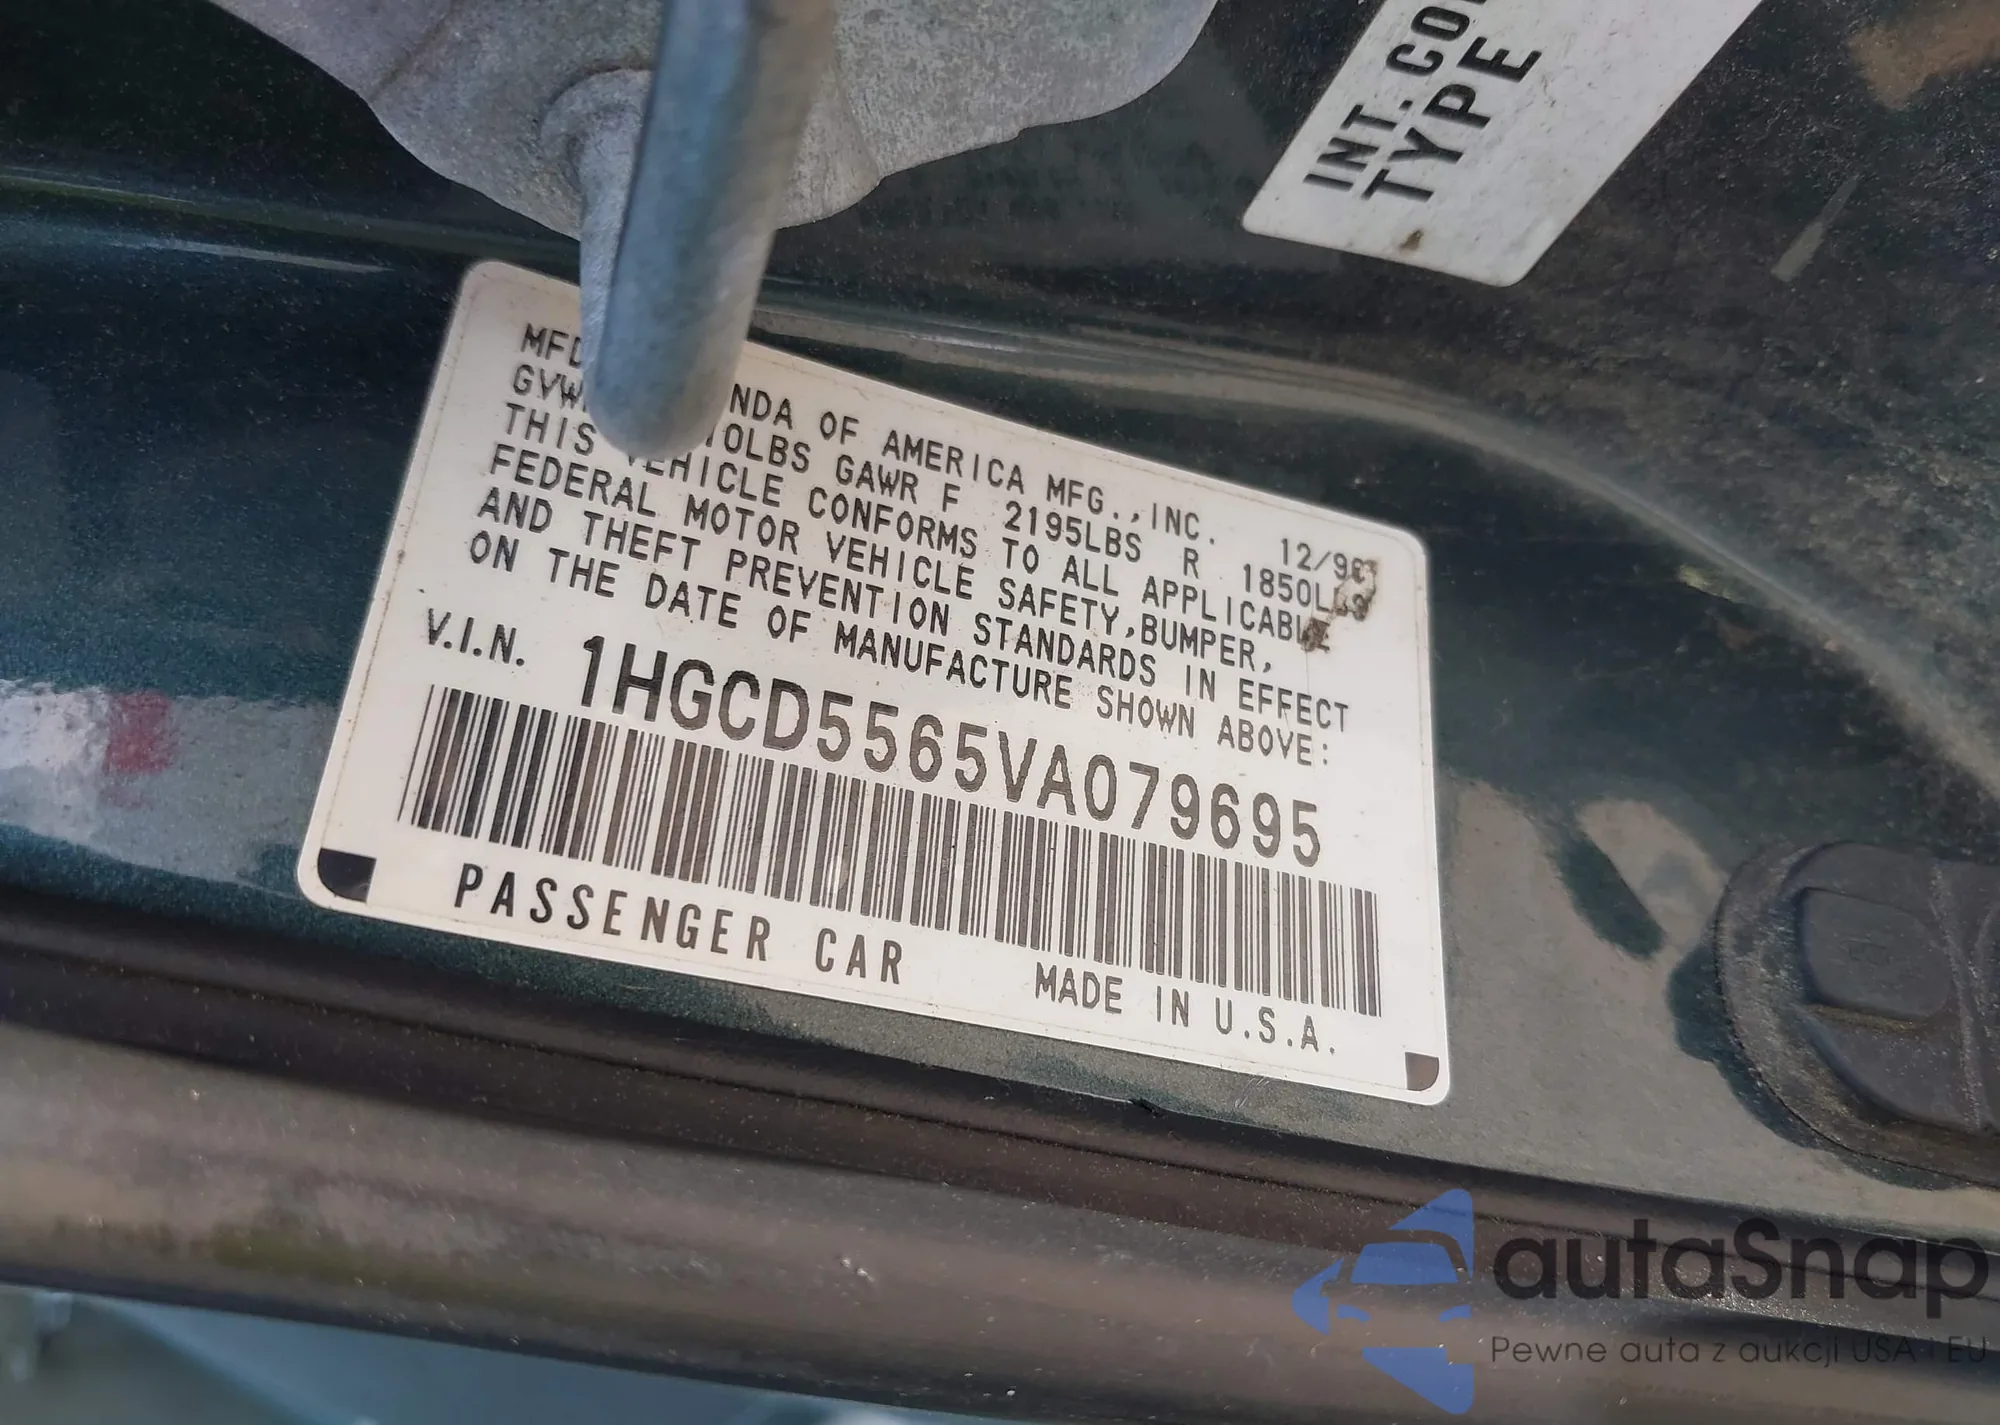 INT. CO
TYPE
MFD NDA OF AMERICA MFG.,INC. 12/96
GVW 10LBS GAWR F 2195LBS R 1850LBS
THIS VEHICLE CONFORMS TO ALL APPLICABLE
FEDERAL MOTOR VEHICLE SAFETY,BUMPER,
AND THEFT PREVENTION STANDARDS IN EFFECT
ON THE DATE OF MANUFACTURE SHOWN ABOVE:
V.I.N. 1HGCD5565VA079695
PASSENGER CAR MADE IN U.S.A.
autaSnap
Pewne auta z aukcji USA i EU